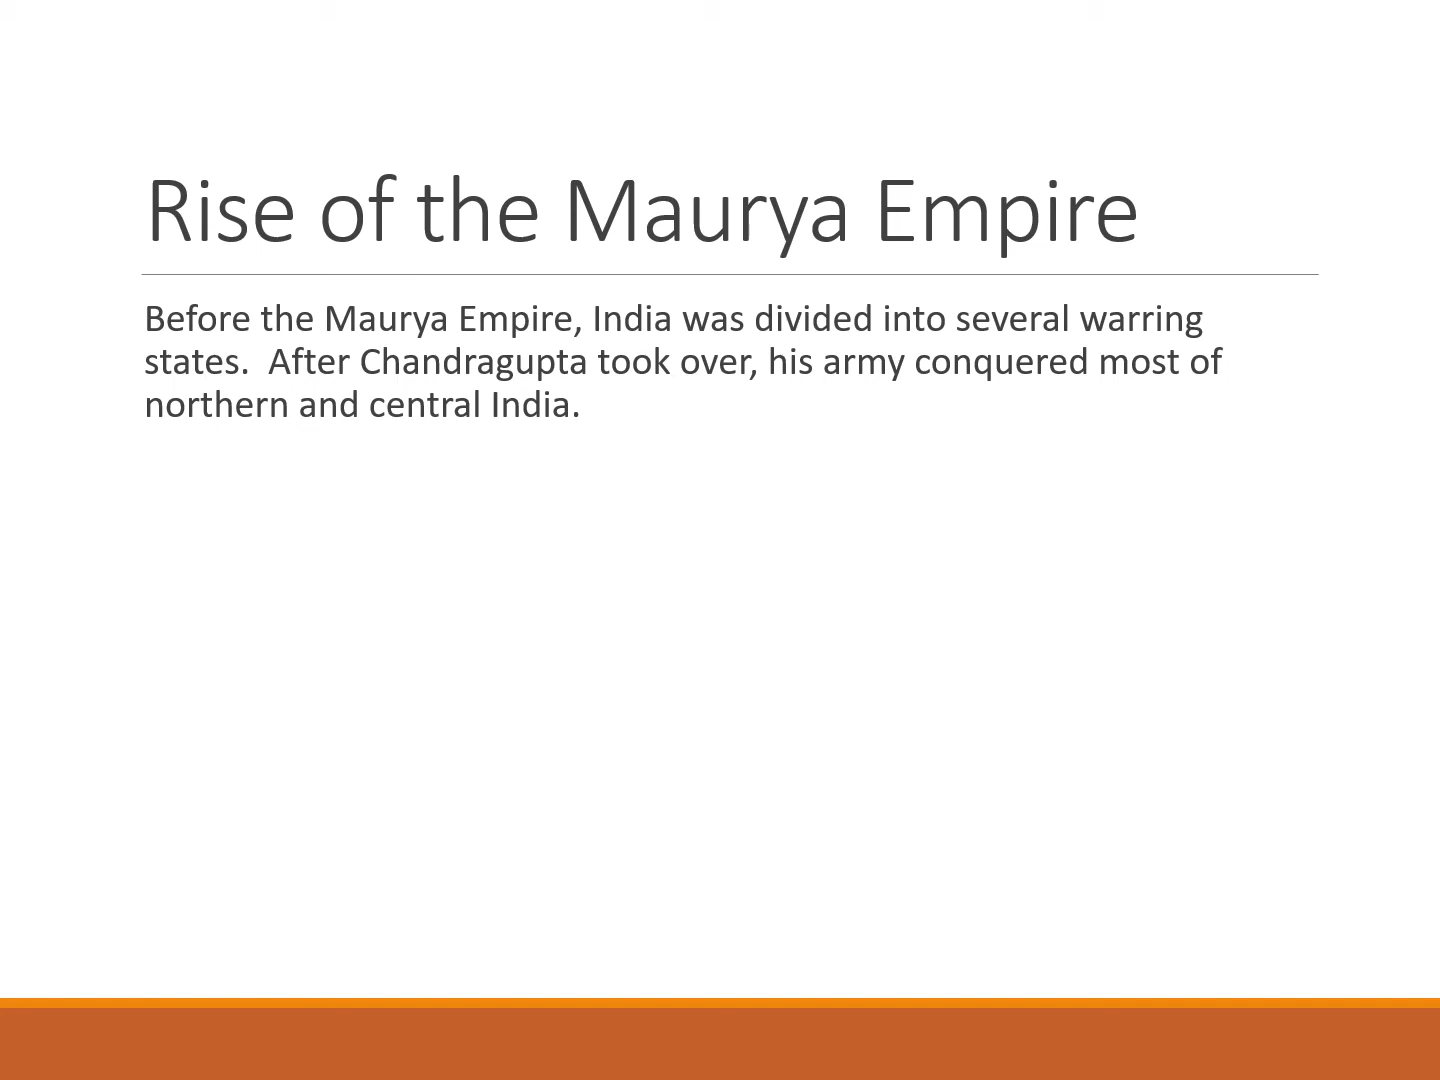 Rise of the Maurya Empire
Before the Maurya Empire, India was divided into several warring
states.  After Chandragupta took over, his army conquered most of
northern and central India.